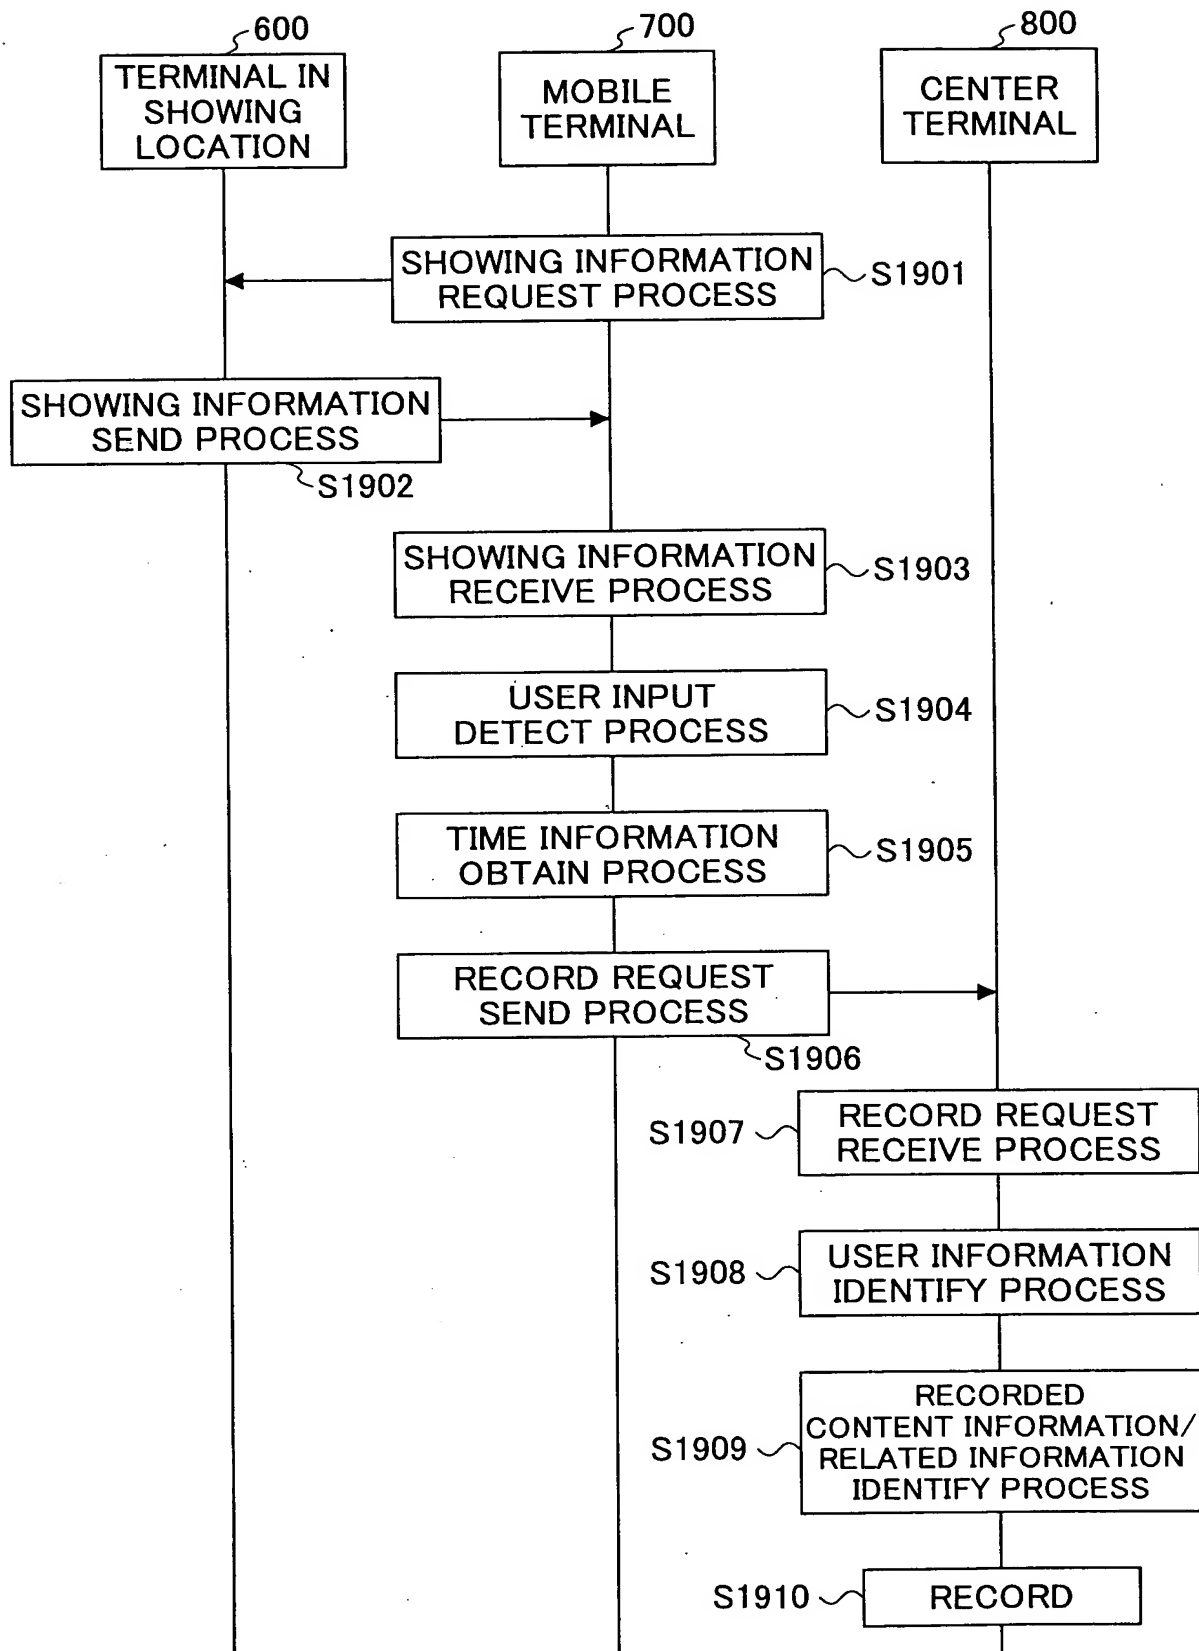 600
TERMINAL IN
SHOWING
LOCATION
700
MOBILE
TERMINAL
800
CENTER
TERMINAL
SHOWING INFORMATION
REQUEST PROCESS
S1901
SHOWING INFORMATION
SEND PROCESS
S1902
SHOWING INFORMATION
RECEIVE PROCESS
S1903
USER INPUT
DETECT PROCESS
S1904
TIME INFORMATION
OBTAIN PROCESS
S1905
RECORD REQUEST
SEND PROCESS
S1906
S1907
RECORD REQUEST
RECEIVE PROCESS
S1908
USER INFORMATION
IDENTIFY PROCESS
S1909
RECORDED
CONTENT INFORMATION/
RELATED INFORMATION
IDENTIFY PROCESS
S1910
RECORD